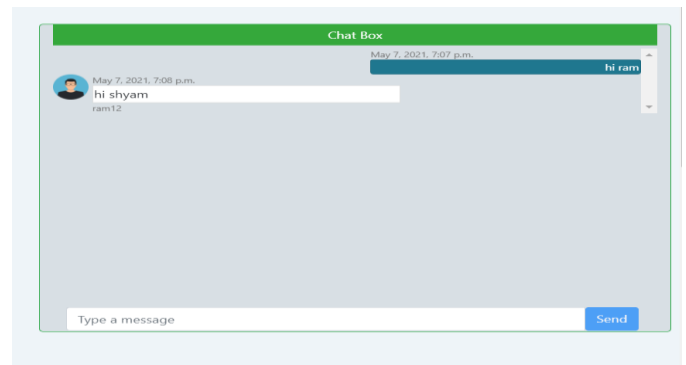 Chat Box
May 7, 2021, 7:07 p.m.
hi ram
May 7, 2021, 7:08 p.m.
hi shyam
ram12
Type a message
Send